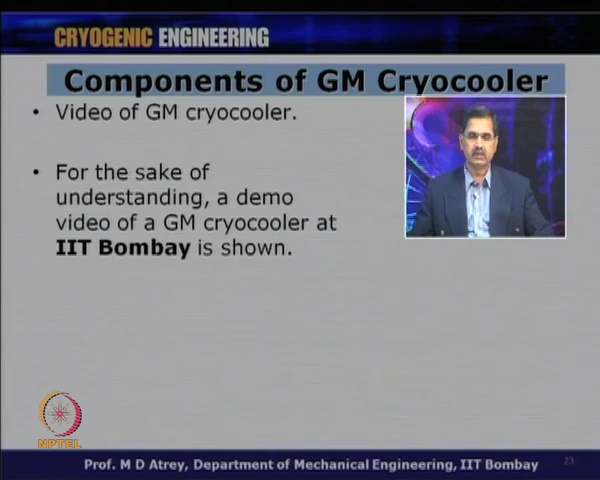 CRYOGENIC ENGINEERING
Components of GM Cryocooler
• Video of GM cryocooler.
• For the sake of
understanding, a demo
video of a GM cryocooler at
IIT Bombay is shown.
NPTEL
Prof. M D Atrey, Department of Mechanical Engineering, IIT Bombay
23